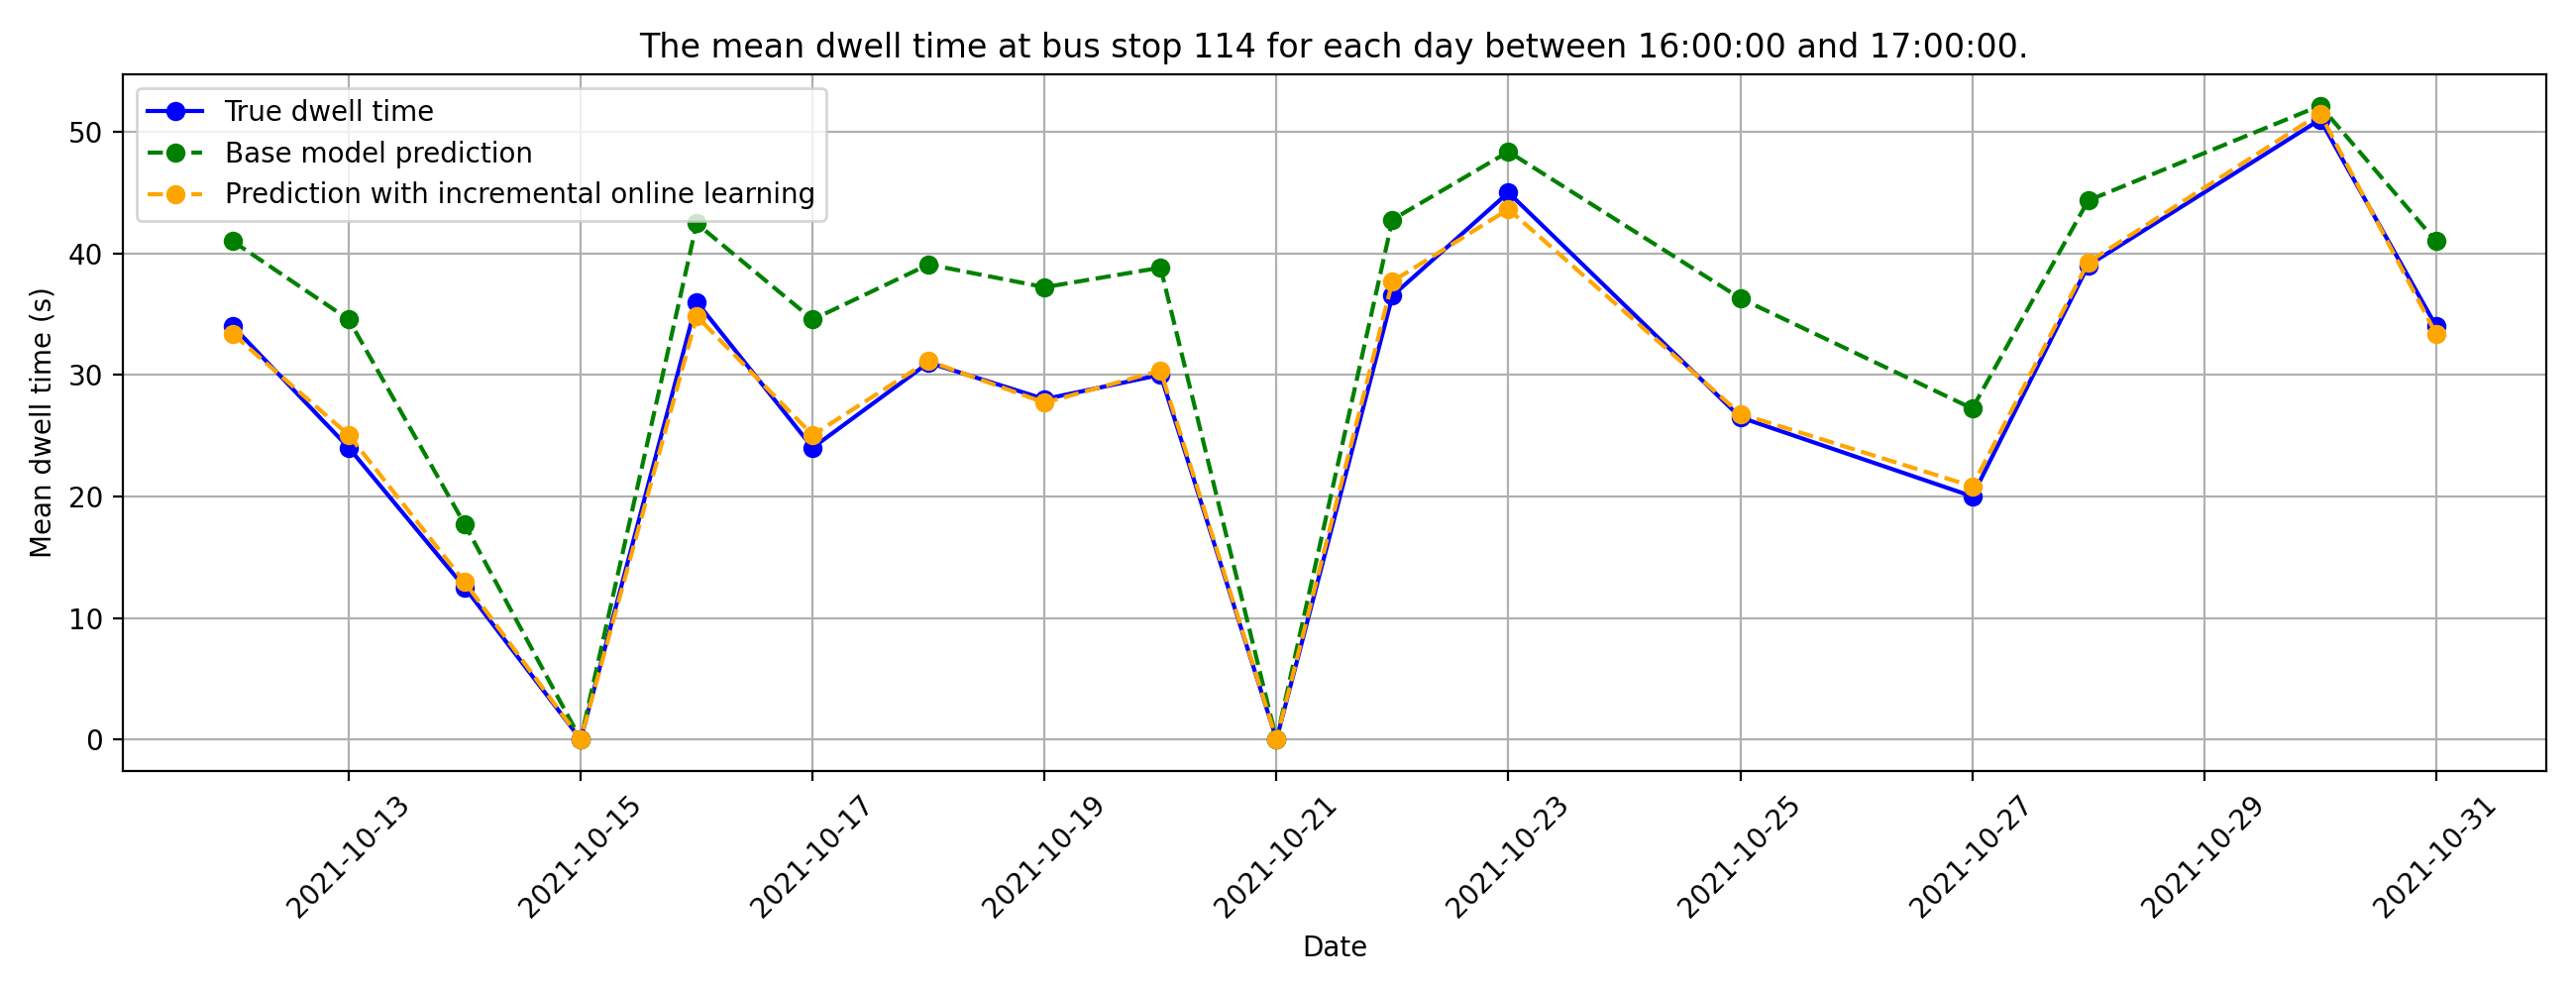 The mean dwell time at bus stop 114 for each day between 16:00:00 and 17:00:00.
True dwell time
Base model prediction
Prediction with incremental online learning
Mean dwell time (s)
50
40
30
20
10
0
2021-10-13
2021-10-15
2021-10-17
2021-10-19
2021-10-21
2021-10-23
2021-10-25
2021-10-27
2021-10-29
2021-10-31
Date